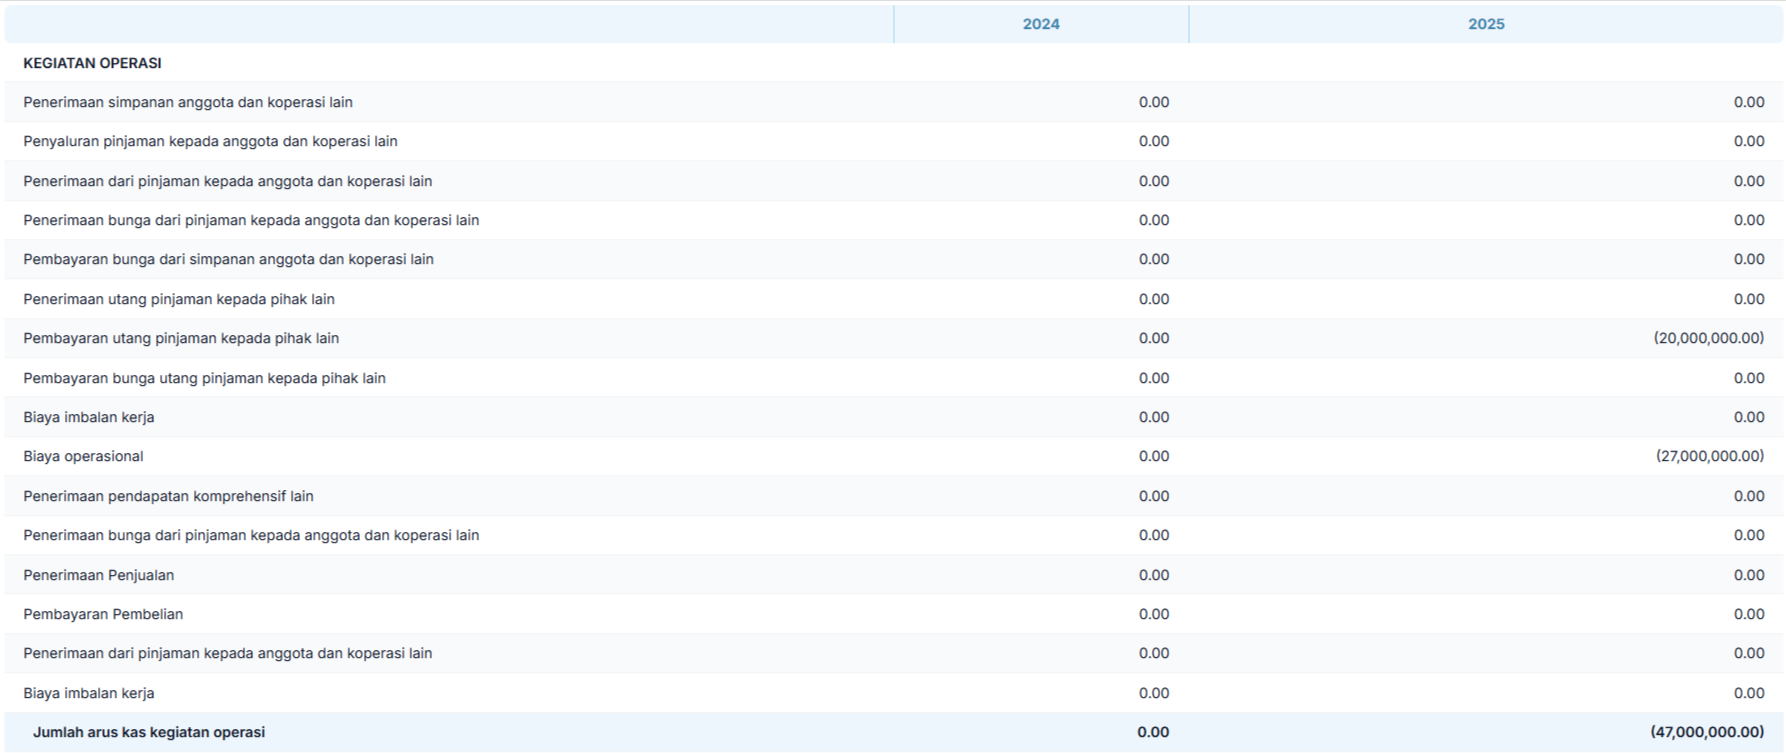 2024 2025
KEGIATAN OPERASI
Penerimaan simpanan anggota dan koperasi lain 0.00 0.00
Penyaluran pinjaman kepada anggota dan koperasi lain 0.00 0.00
Penerimaan dari pinjaman kepada anggota dan koperasi lain 0.00 0.00
Penerimaan bunga dari pinjaman kepada anggota dan koperasi lain 0.00 0.00
Pembayaran bunga dari simpanan anggota dan koperasi lain 0.00 0.00
Penerimaan utang pinjaman kepada pihak lain 0.00 0.00
Pembayaran utang pinjaman kepada pihak lain 0.00 (20,000,000.00)
Pembayaran bunga utang pinjaman kepada pihak lain 0.00 0.00
Biaya imbalan kerja 0.00 0.00
Biaya operasional 0.00 (27,000,000.00)
Penerimaan pendapatan komprehensif lain 0.00 0.00
Penerimaan bunga dari pinjaman kepada anggota dan koperasi lain 0.00 0.00
Penerimaan Penjualan 0.00 0.00
Pembayaran Pembelian 0.00 0.00
Penerimaan dari pinjaman kepada anggota dan koperasi lain 0.00 0.00
Biaya imbalan kerja 0.00 0.00
Jumlah arus kas kegiatan operasi 0.00 (47,000,000.00)